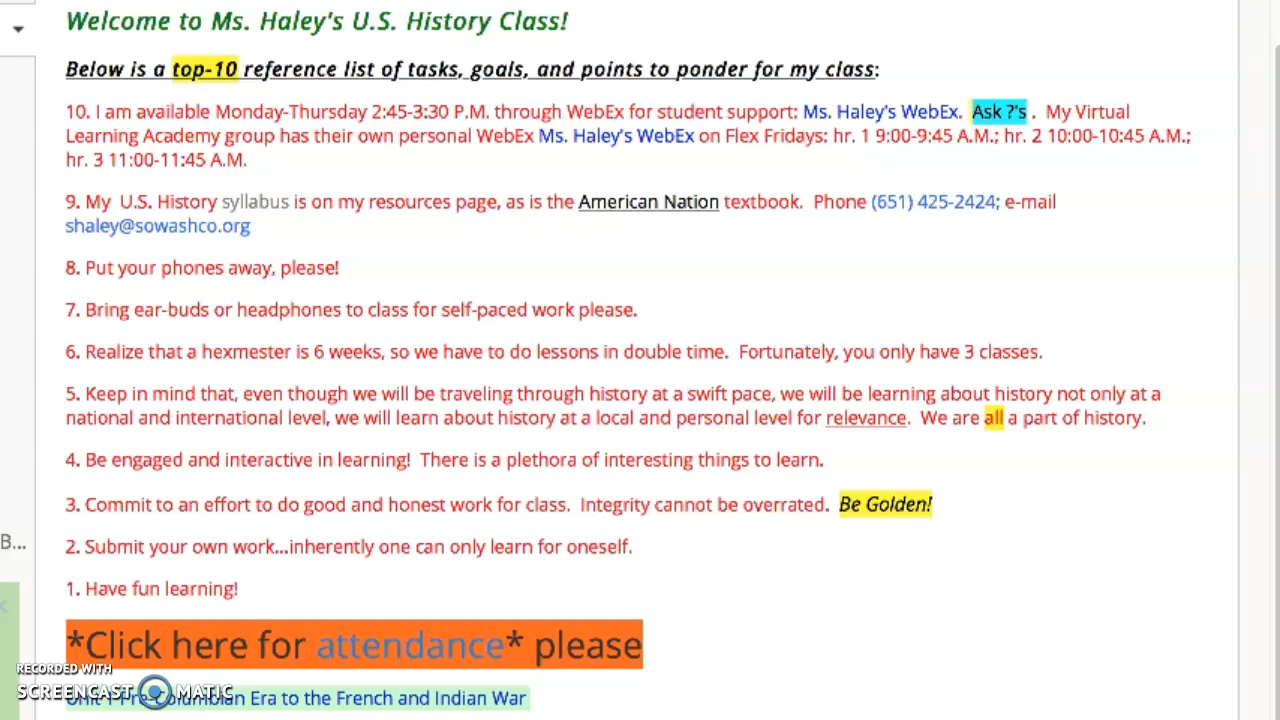 Welcome to Ms. Haley's U.S. History Class!
Below is a top-10 reference list of tasks, goals, and points to ponder for my class:
10. I am available Monday-Thursday 2:45-3:30 P.M. through WebEx for student support: Ms. Haley's WebEx. Ask ?'s . My Virtual
Learning Academy group has their own personal WebEx Ms. Haley's WebEx on Flex Fridays: hr. 1 9:00-9:45 A.M.; hr. 2 10:00-10:45 A.M.;
hr. 3 11:00-11:45 A.M.
9. My U.S. History syllabus is on my resources page, as is the American Nation textbook. Phone (651) 425-2424; e-mail
shaley@sowashco.org
8. Put your phones away, please!
7. Bring ear-buds or headphones to class for self-paced work please.
6. Realize that a hexmester is 6 weeks, so we have to do lessons in double time. Fortunately, you only have 3 classes.
5. Keep in mind that, even though we will be traveling through history at a swift pace, we will be learning about history not only at a
national and international level, we will learn about history at a local and personal level for relevance. We are all a part of history.
4. Be engaged and interactive in learning! There is a plethora of interesting things to learn.
3. Commit to an effort to do good and honest work for class. Integrity cannot be overrated. Be Golden!
B...
2. Submit your own work...inherently one can only learn for oneself.
1. Have fun learning!
*Click here for attendance* please
RECORDED WITH
SCREENCAST MATIC
Unit 1 Pre-Columbian Era to the French and Indian War